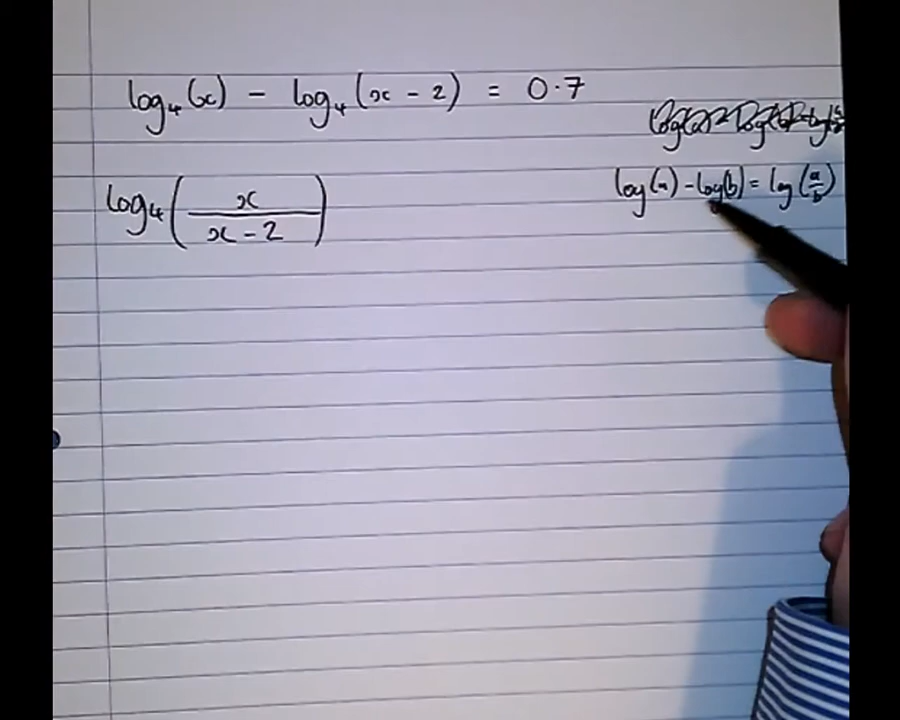 log₄(x) - log₄(x - 2) = 0.7
log(a) - log(b) = log(a/b)
log₄(x/(x - 2))